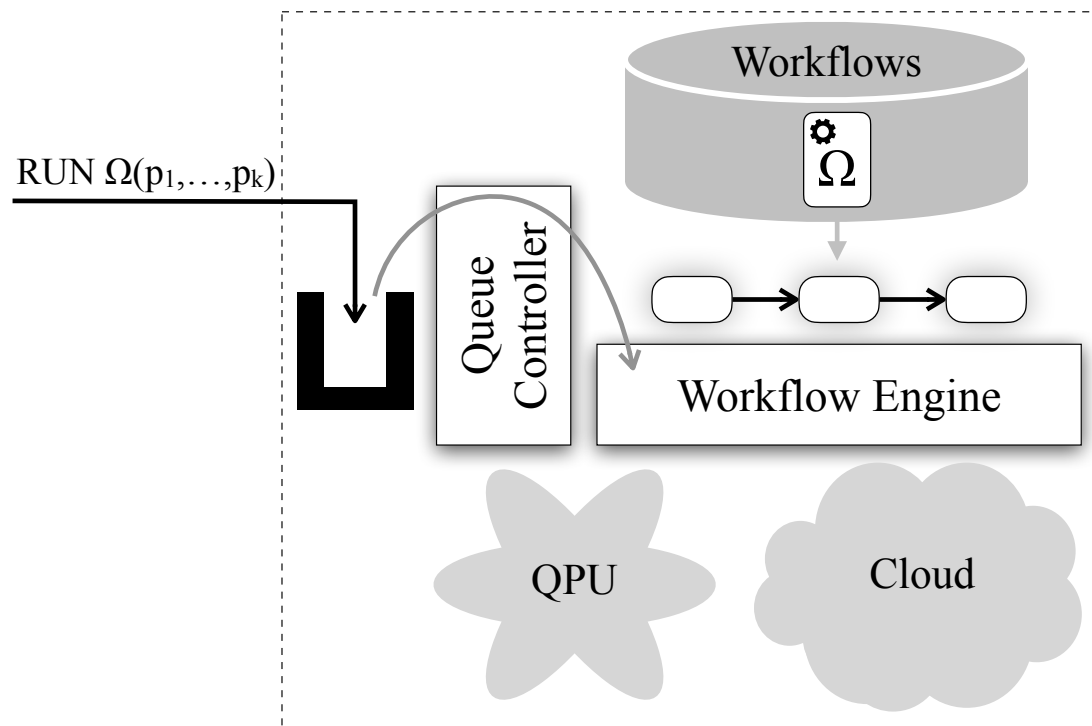 Workflows
Ω
RUN Ω(p₁,…,pₖ)
Queue
Controller
Workflow Engine
QPU
Cloud